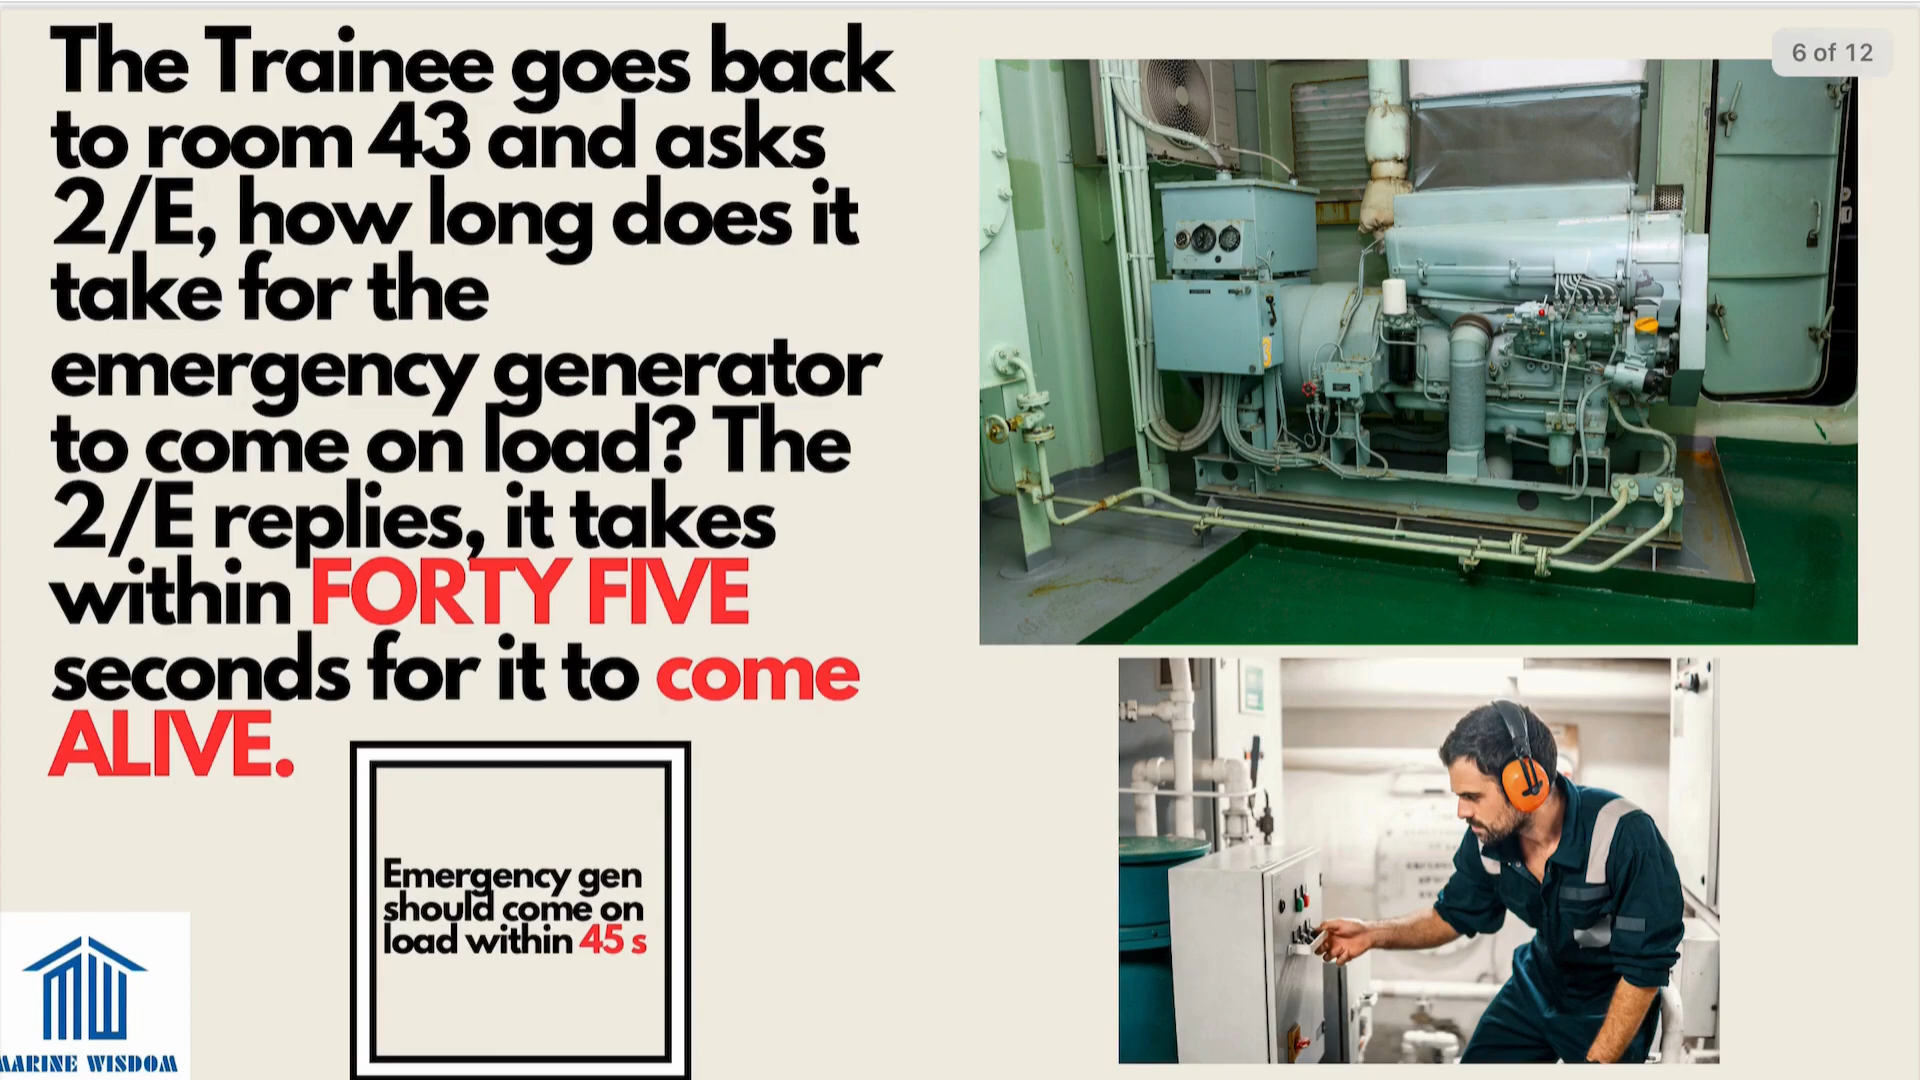 The Trainee goes back
to room 43 and asks
2/E, how long does it
take for the
emergency generator
to come on load? The
2/E replies, it takes
within FORTY FIVE
seconds for it to come
ALIVE.
Emergency gen
should come on
load within 45 s
6 of 12
MW
MARINE WISDOM